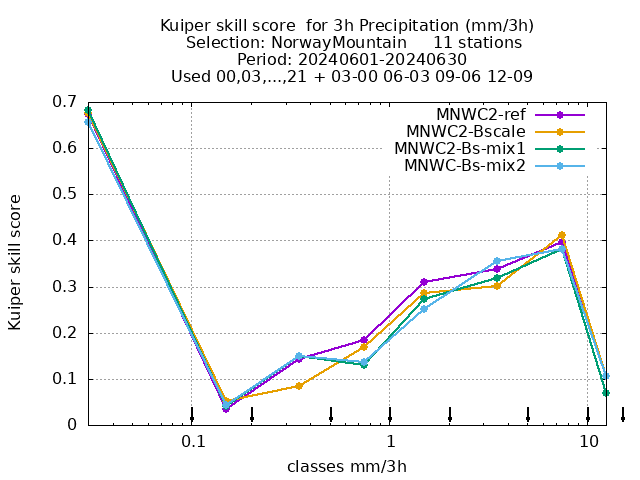 Kuiper skill score  for 3h Precipitation (mm/3h)
Selection: NorwayMountain     11 stations
Period: 20240601-20240630
Used 00,03,...,21 + 03-00 06-03 09-06 12-09
MNWC2-ref
MNWC2-Bscale
MNWC2-Bs-mix1
MNWC-Bs-mix2
Kuiper skill score
0.7
0.6
0.5
0.4
0.3
0.2
0.1
0
0.1
1
10
classes mm/3h